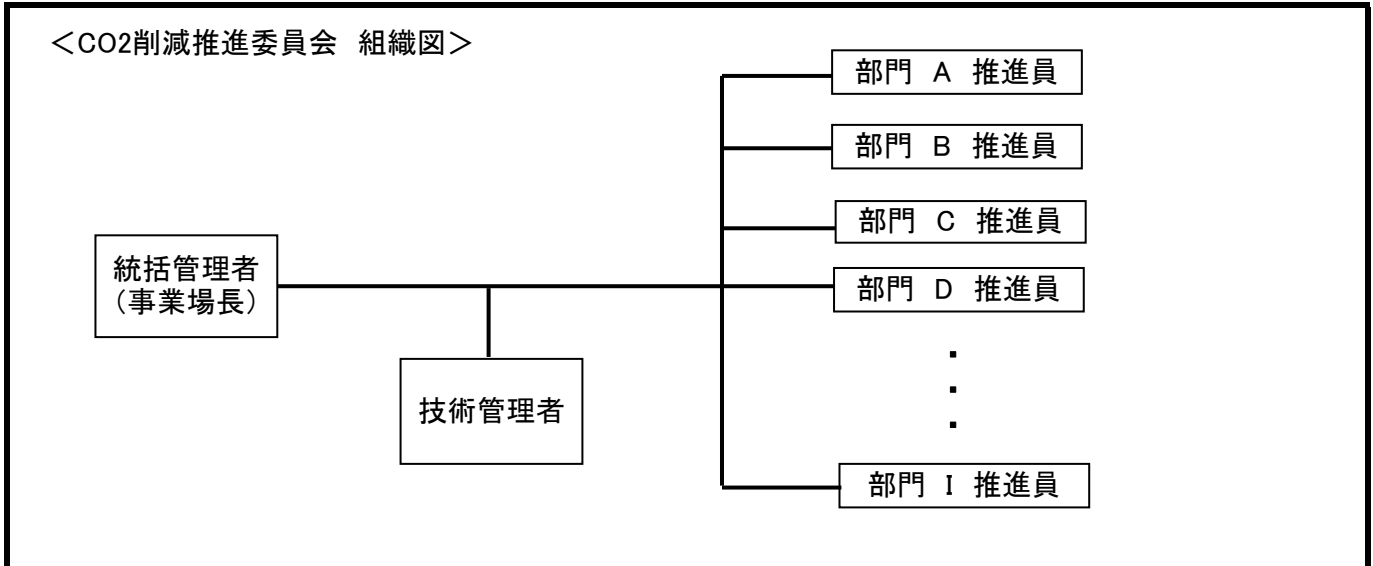 ＜CO2削減推進委員会　組織図＞
部門　A　推進員
部門　B　推進員
部門　C　推進員
統括管理者
（事業場長）
部門　D　推進員
技術管理者
・
・
・
部門　I　推進員